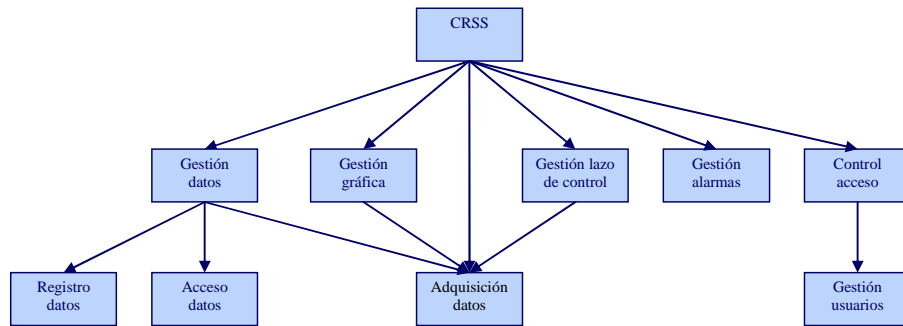 CRSS
Gestión
datos
Gestión
gráfica
Gestión lazo
de control
Gestión
alarmas
Control
acceso
Registro
datos
Acceso
datos
Adquisición
datos
Gestión
usuarios